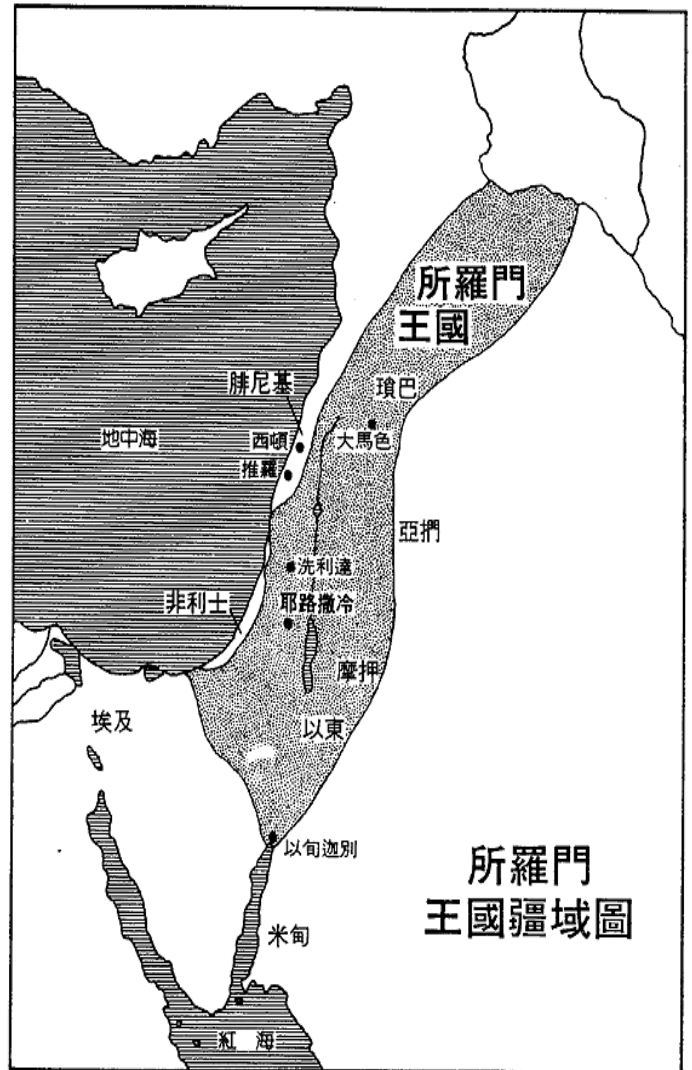 所羅門
王國
瑣巴
腓尼基
地中海
西頓
大馬色
推羅
亞捫
洗利達
非利士
耶路撒冷
摩押
埃及
以東
以旬迦別
所羅門
王國疆域圖
米甸
紅 海